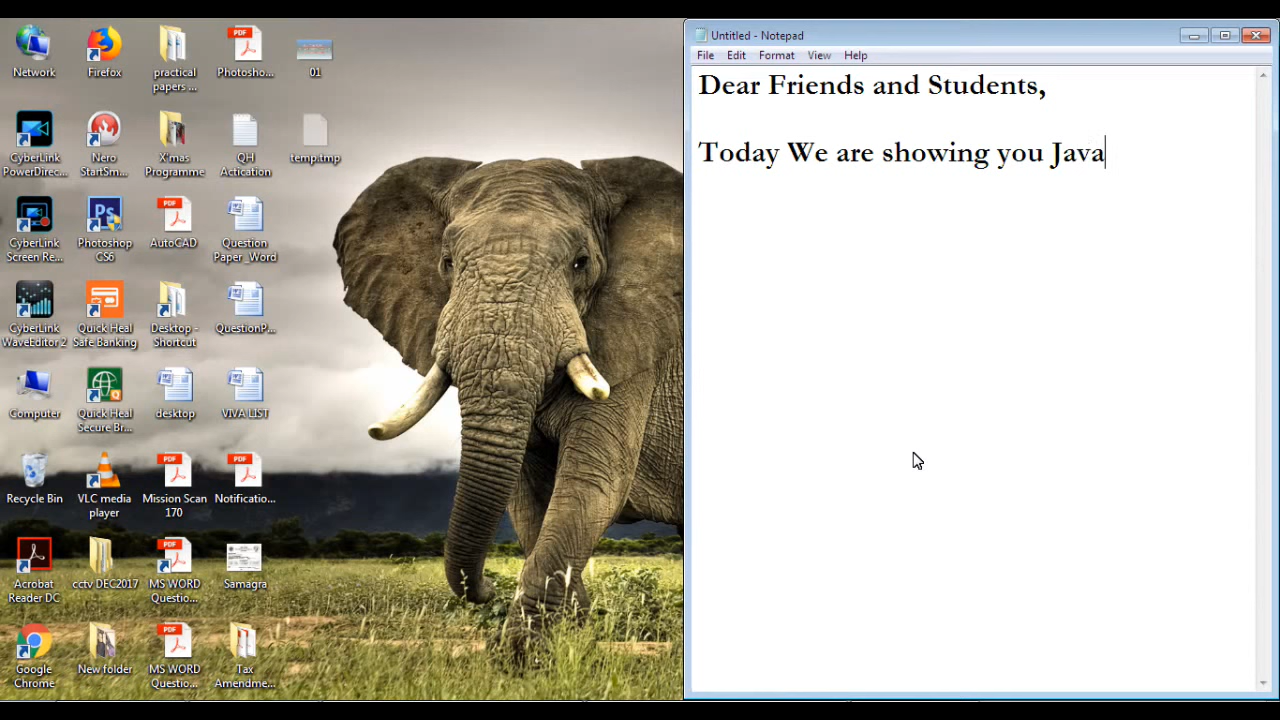 Untitled - Notepad
File Edit Format View Help
Dear Friends and Students,
Today We are showing you Java
Network
Firefox
practical
papers ...
Photosho...
01
CyberLink
PowerDirec...
Nero
StartSm...
X'mas
Programme
QH
Actication
temp.tmp
CyberLink
Screen Re...
Photoshop
CS6
AutoCAD
Question
Paper _Word
CyberLink
WaveEditor 2
Quick Heal
Safe Banking
Desktop -
Shortcut
QuestionP...
Computer
Quick Heal
Secure Br...
desktop
VIVA LIST
Recycle Bin
VLC media
player
Mission Scan
170
Notificatio...
Acrobat
Reader DC
cctv DEC2017
MS WORD
Questio...
Samagra
Google
Chrome
New folder
MS WORD
Questio...
Tax
Amendme...